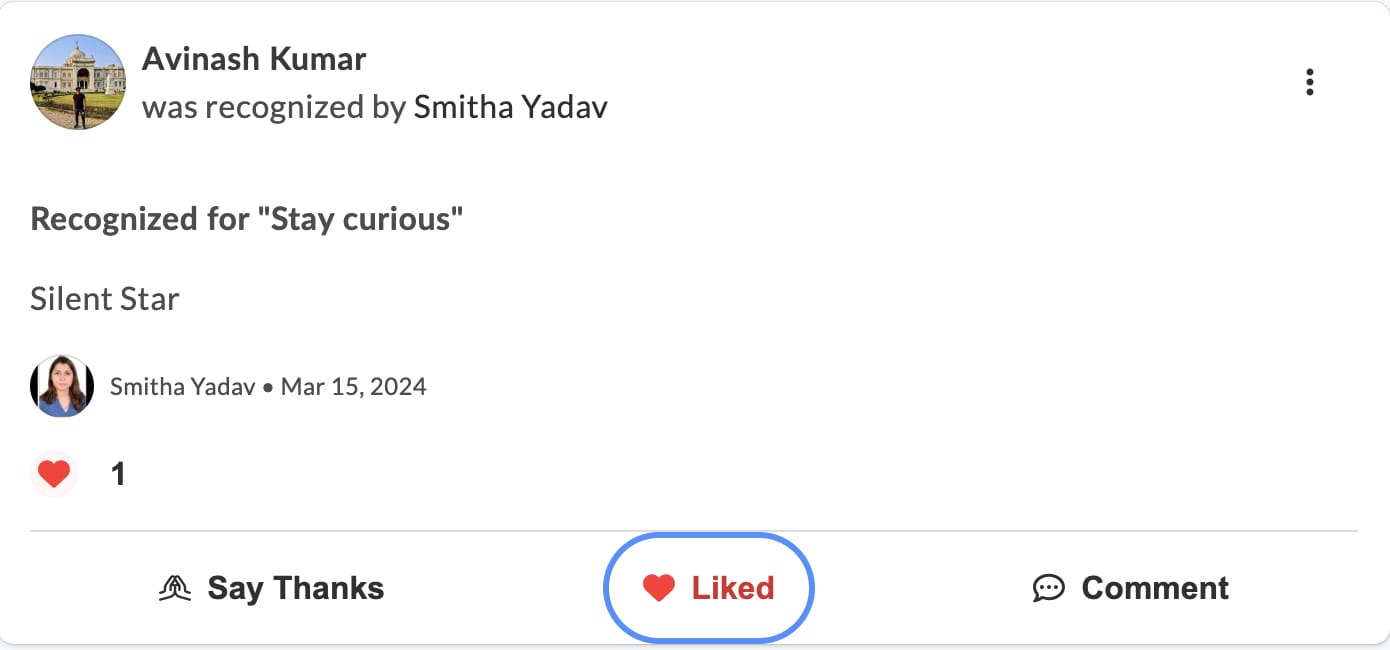 Avinash Kumar
was recognized by Smitha Yadav
Recognized for "Stay curious"
Silent Star
Smitha Yadav • Mar 15, 2024
1
Say Thanks
Liked
Comment